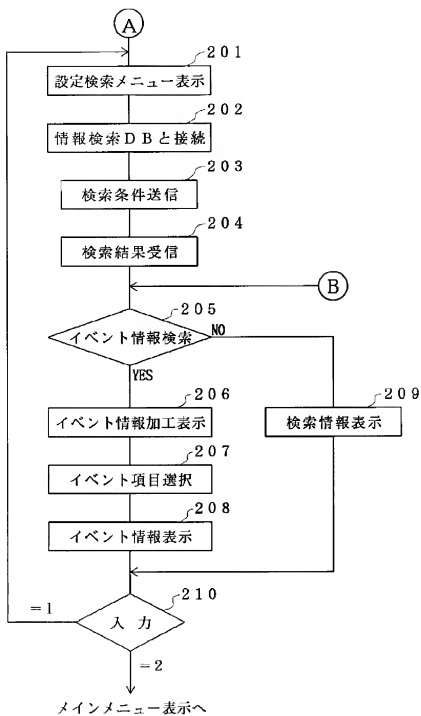 A
201
設定検索メニュー表示
202
情報検索DBと接続
203
検索条件送信
204
検索結果受信
B
205
イベント情報検索
NO
YES
206
イベント情報加工表示
209
検索情報表示
207
イベント項目選択
208
イベント情報表示
210
=1
入力
=2
メインメニュー表示へ